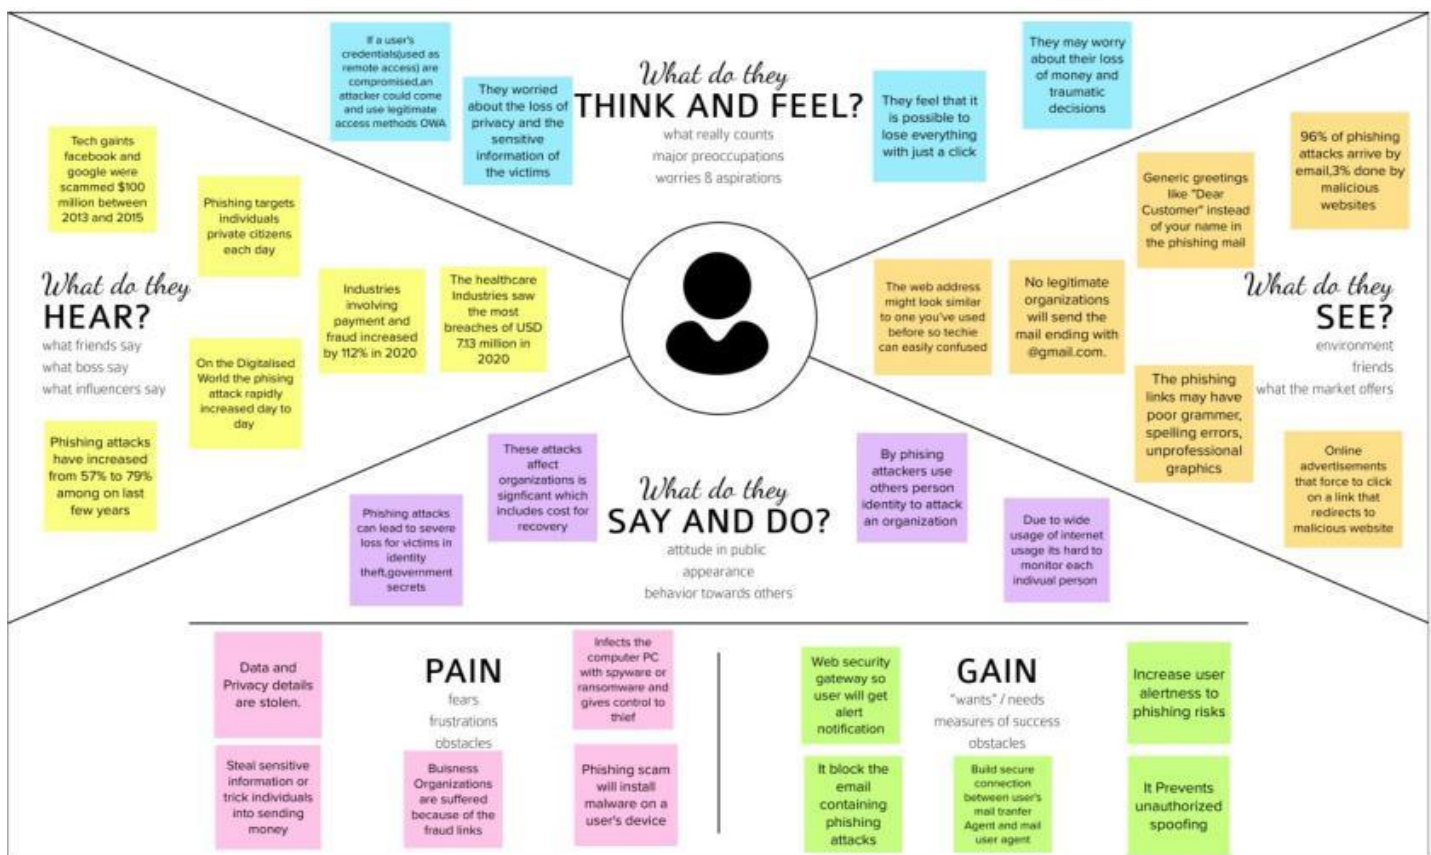 If a user's
credentials(used as
remote access) are
compromised,an
attacker could come
and use legitimate
access methods OWA
They worried
about the loss of
privacy and the
sensitive
information of
the victims
What do they
THINK AND FEEL?
what really counts
major preoccupations
worries & aspirations
They feel that it
is possible to
lose everything
with just a click
They may worry
about their loss
of money and
traumatic
decisions
Tech gaints
facebook and
google were
scammed $100
million between
2013 and 2015
Phishing targets
individuals
private citizens
each day
What do they
HEAR?
what friends say
what boss say
what influencers say
Industries
involving
payment and
fraud increased
by 112% in 2020
The healthcare
Industries saw
the most
breaches of USD
7.13 million in
2020
On the Digitalised
World the phising
attack rapidly
increased day to
day
Phishing attacks
have increased
from 57% to 79%
among on last
few years
96% of phishing
attacks arrive by
email,3% done by
malicious
websites
Generic greetings
like "Dear
Customer" instead
of your name in
the phishing mail
The web address
might look similar
to one you've used
before so techie
can easily confused
No legitimate
organizations
will send the
mail ending with
@gmail.com.
What do they
SEE?
environment
friends
what the market offers
The phishing
links may have
poor grammer,
spelling errors,
unprofessional
graphics
Online
advertisements
that force to click
on a link that
redirects to
malicious website
These attacks
affect
organizations is
signficant which
includes cost for
recovery
Phishing attacks
can lead to severe
loss for victims in
identity
theft,government
secrets
What do they
SAY AND DO?
attitude in public
appearance
behavior towards others
By phising
attackers use
others person
identity to attack
an organization
Due to wide
usage of internet
usage its hard to
monitor each
indivual person
Data and
Privacy details
are stolen.
PAIN
fears
frustrations
obstacles
Infects the
computer PC
with spyware or
ransomware and
gives control to
thief
Steal sensitive
information or
trick individuals
into sending
money
Buisness
Organizations
are suffered
because of the
fraud links
Phishing scam
will install
malware on a
user's device
Web security
gateway so
user will get
alert
notification
GAIN
"wants" / needs
measures of success
obstacles
Increase user
alertness to
phishing risks
It block the
email
containing
phishing
attacks
Build secure
connection
between user's
mail tranfer
Agent and mail
user agent
It Prevents
unauthorized
spoofing